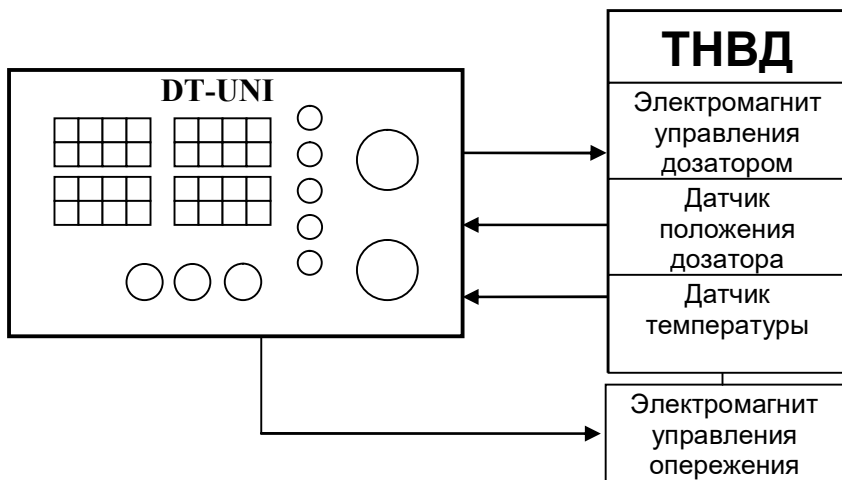 DT-UNI
ТНВД
Электромагнит
управления
дозатором
Датчик
положения
дозатора
Датчик
температуры
Электромагнит
управления
опережения